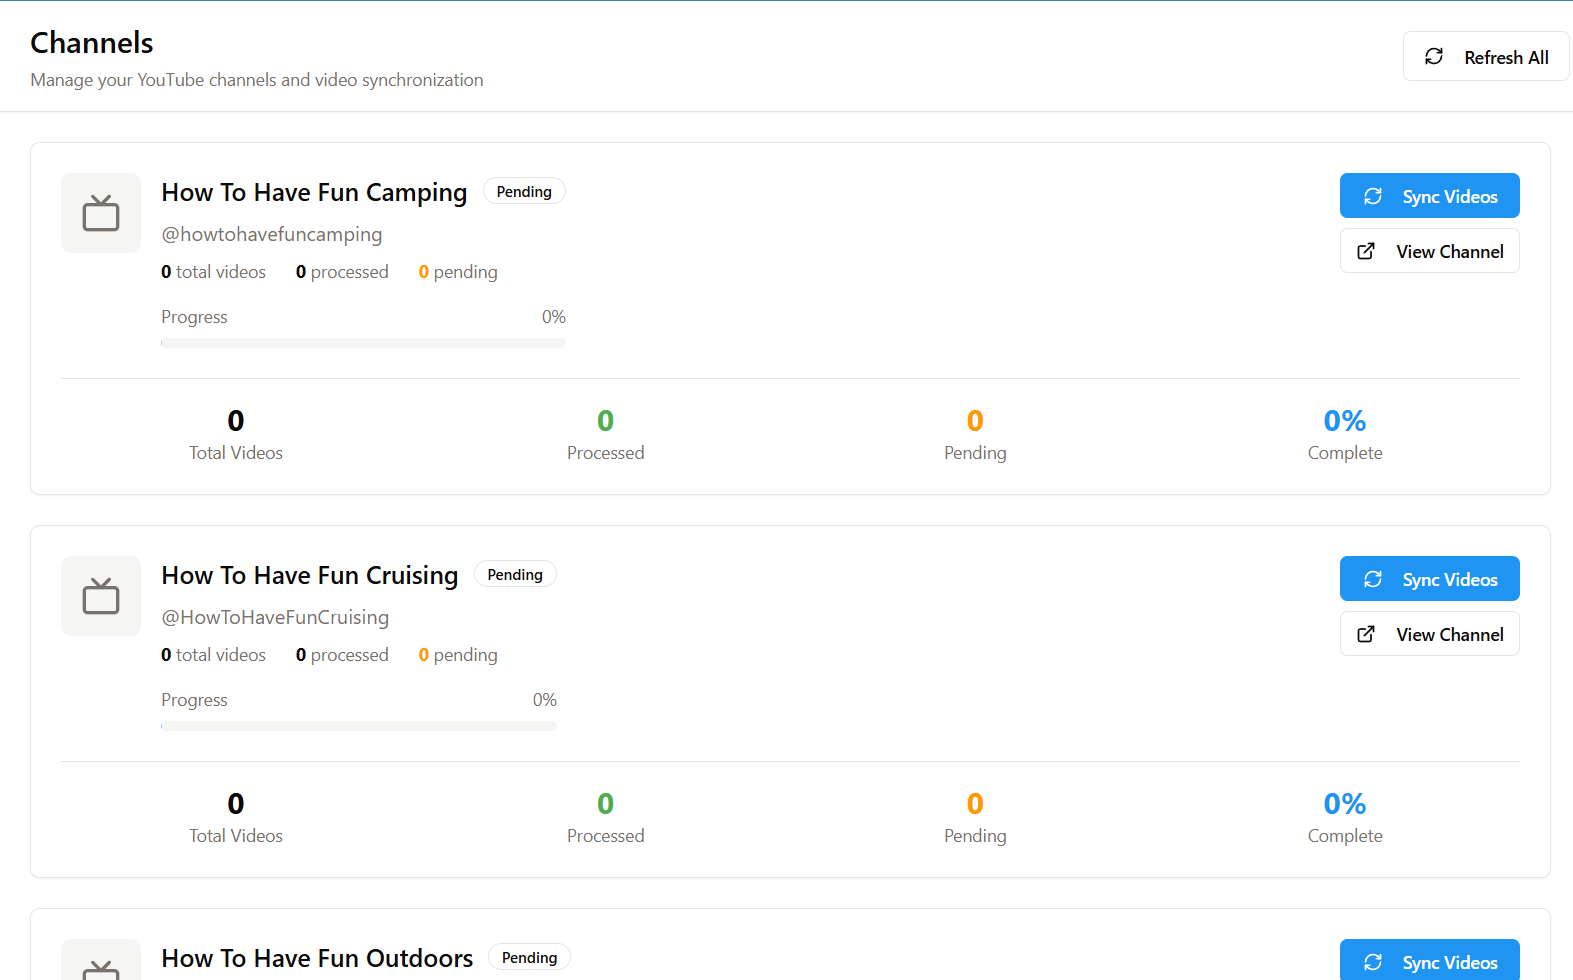 Channels
Manage your YouTube channels and video synchronization
Refresh All
How To Have Fun Camping
Pending
@howtohavefuncamping
0 total videos 0 processed 0 pending
Progress 0%
Sync Videos
View Channel
0 0 0 0%
Total Videos Processed Pending Complete
How To Have Fun Cruising
Pending
@HowToHaveFunCruising
0 total videos 0 processed 0 pending
Progress 0%
Sync Videos
View Channel
0 0 0 0%
Total Videos Processed Pending Complete
How To Have Fun Outdoors
Pending
Sync Videos